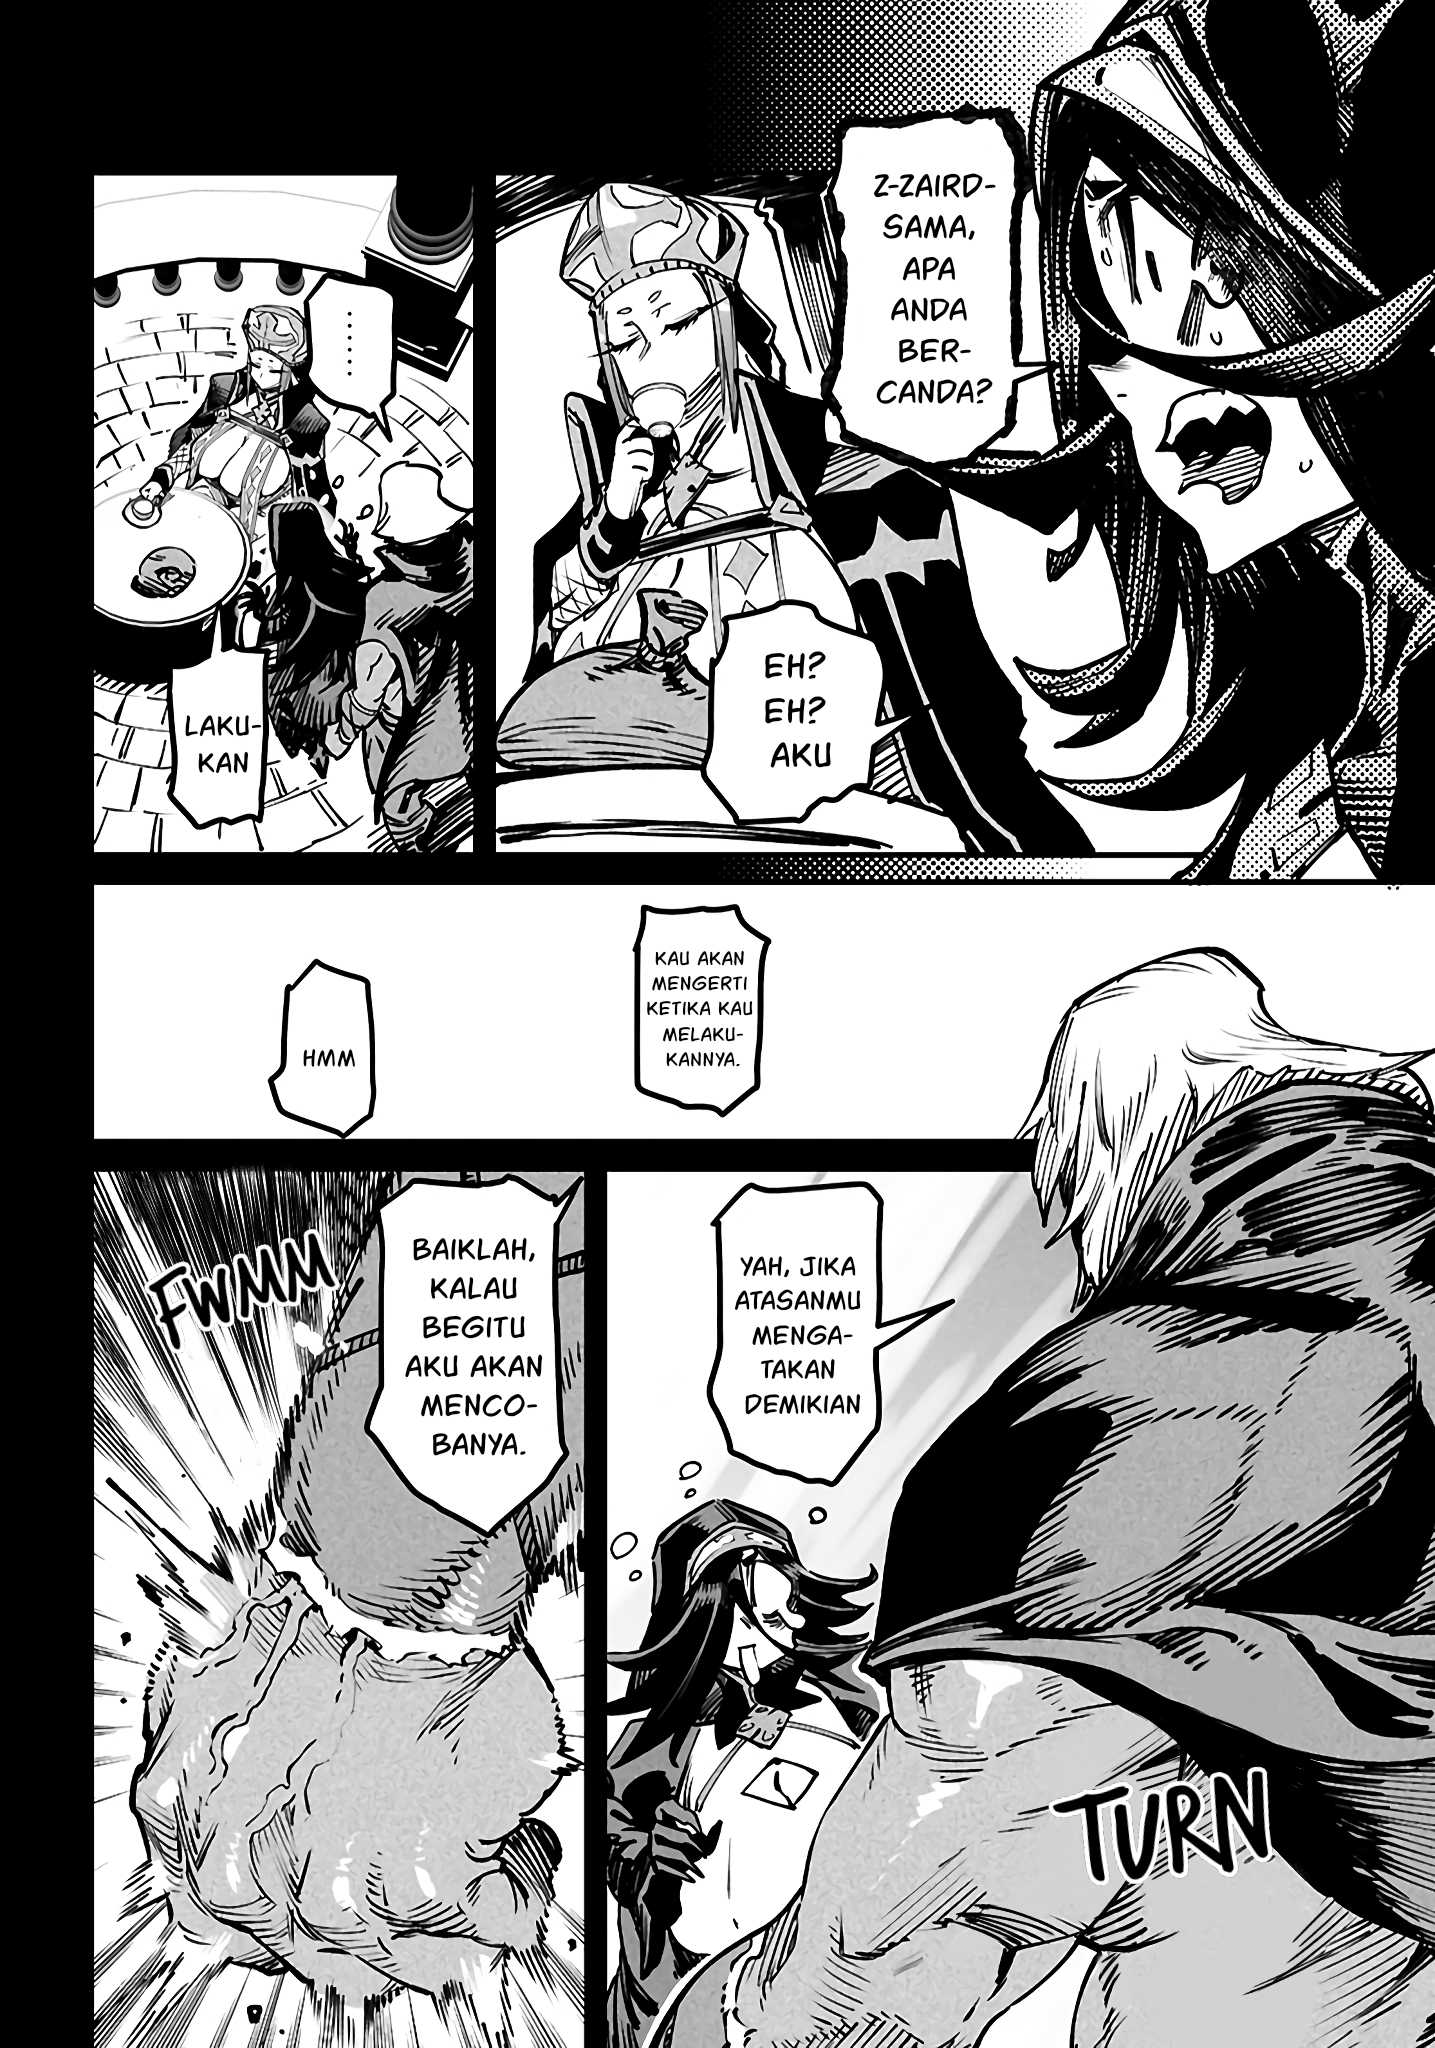 Z-ZAIRD-
SAMA,
APA
ANDA
BER-
CANDA?
EH?
EH?
AKU
.......
LAKU-
KAN
KAU AKAN
MENGERTI
KETIKA KAU
MELAKU-
KANNYA.
HMM
YAH, JIKA
ATASANMU
MENGA-
TAKAN
DEMIKIAN
TURN
BAIKLAH,
KALAU
BEGITU
AKU AKAN
MENCO-
BANYA.
FWMM